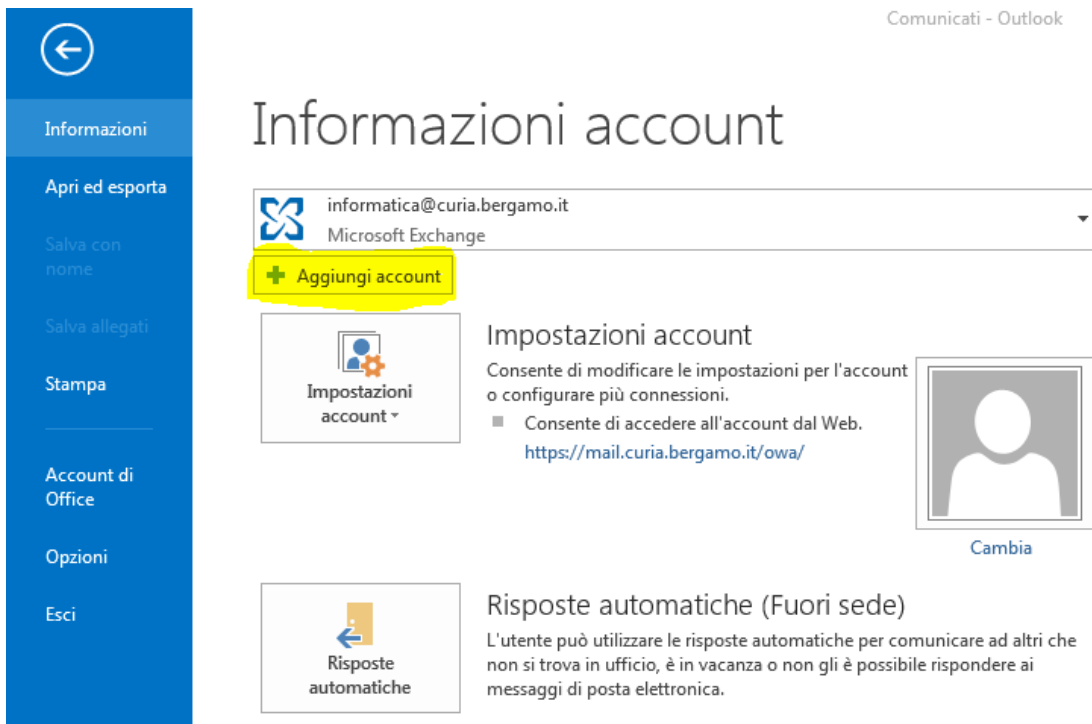 Comunicati - Outlook
Informazioni
Apri ed esporta
Salva con
nome
Salva allegati
Stampa
Account di
Office
Opzioni
Esci
Informazioni account
informatica@curia.bergamo.it
Microsoft Exchange
Aggiungi account
Impostazioni
account
Impostazioni account
Consente di modificare le impostazioni per l'account
o configurare più connessioni.
Consente di accedere all'account dal Web.
https://mail.curia.bergamo.it/owa/
Cambia
Risposte
automatiche
Risposte automatiche (Fuori sede)
L'utente può utilizzare le risposte automatiche per comunicare ad altri che
non si trova in ufficio, è in vacanza o non gli è possibile rispondere ai
messaggi di posta elettronica.